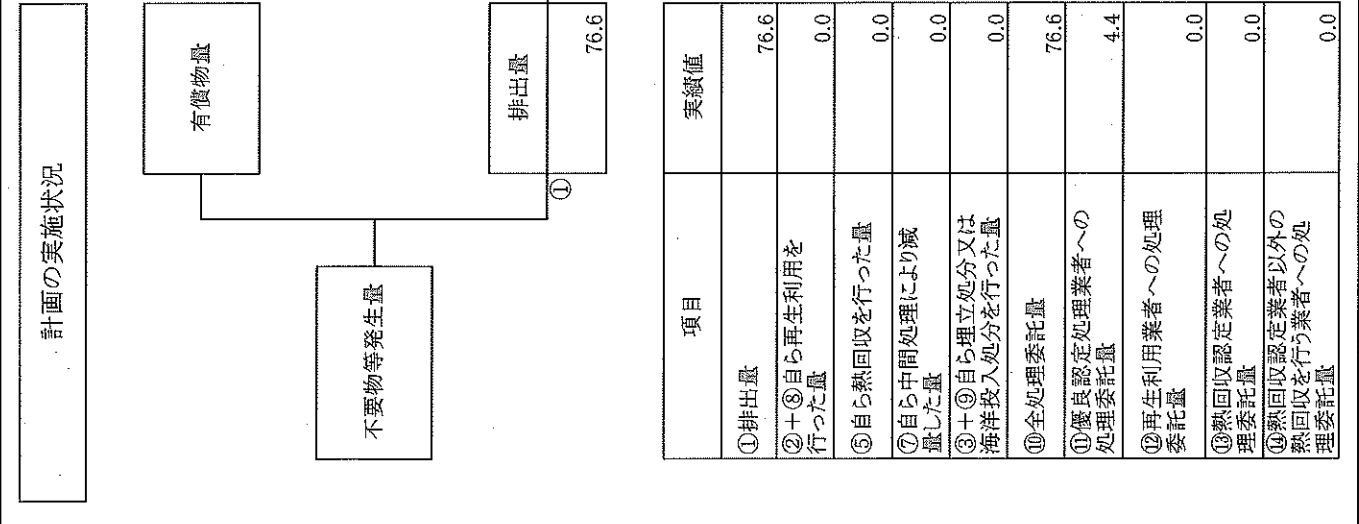 計画の実施状況
不要物等発生量
有償物量
①
排出量
76.6
項目
実績値
①排出量
76.6
②+⑧自ら再生利用を
行った量
0.0
⑤自ら熱回収を行った量
0.0
⑦自ら中間処理により減
量した量
0.0
③+⑨自ら埋立処分又は
海洋投入処分を行った量
0.0
⑩全処理委託量
76.6
⑪優良認定処理業者への
処理委託量
4.4
⑫再生利用業者への処理
委託量
0.0
⑬熱回収認定業者への処
理委託量
0.0
⑭熱回収認定業者以外の
熱回収を行う業者への処
理委託量
0.0